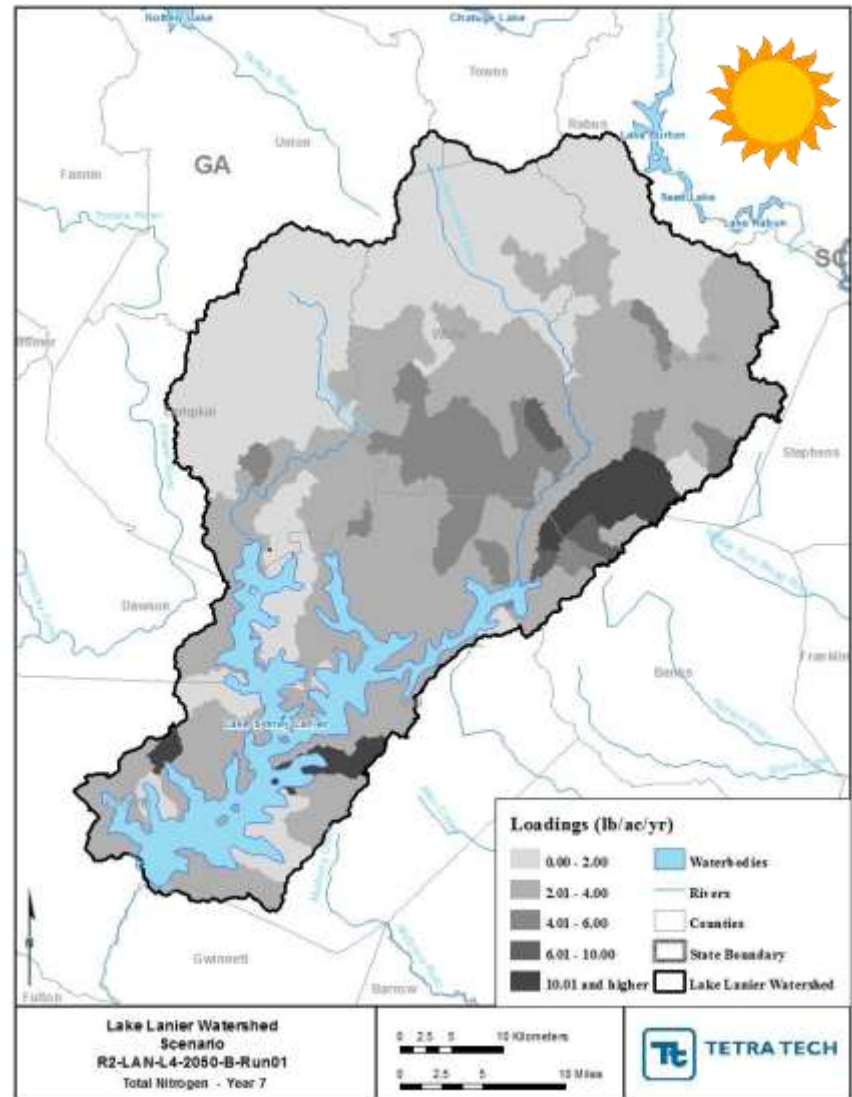 Nottely Lake
Chatuge Lake
Towns
Rabun
Lake Burton
Union
GA
Fannin
Seed Lake
Lake Rabun
SC
White
Lumpkin
Stephens
Dawson
Franklin
Banks
Lake Sidney Lanier
Loadings (lb/ac/yr)
0.00 - 2.00
2.01 - 4.00
4.01 - 6.00
6.01 - 10.00
10.01 and higher
Waterbodies
Rivers
Counties
State Boundary
Lake Lanier Watershed
N
Gwinnett
Barrow
Fulton
Lake Lanier Watershed
Scenario
R2-LAN-L4-2050-B-Run01
Total Nitrogen - Year 7
0 2.5 5 10 Kilometers
0 2.5 5 10 Miles
Tt TETRA TECH